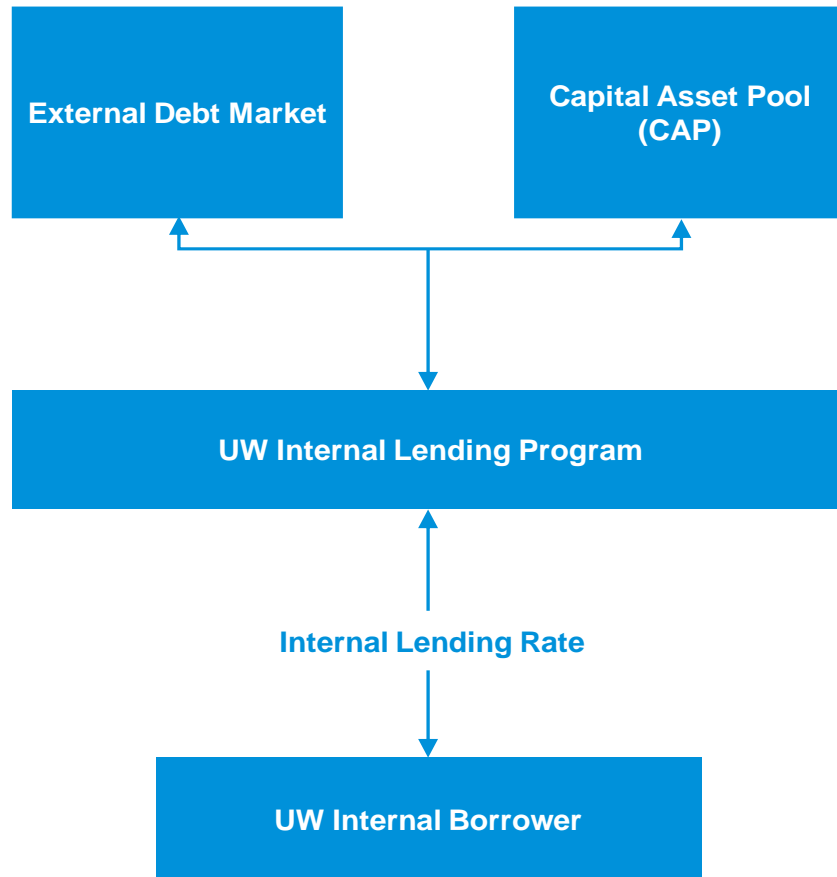 External Debt Market
Capital Asset Pool
(CAP)
UW Internal Lending Program
Internal Lending Rate
UW Internal Borrower